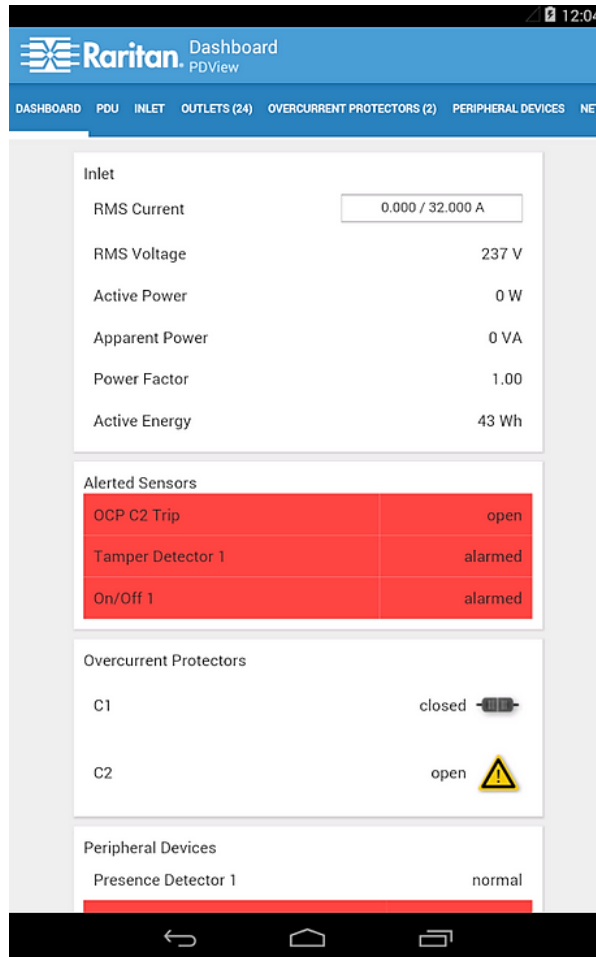 12:04
Raritan.
Dashboard
PDView
DASHBOARD PDU INLET OUTLETS (24) OVERCURRENT PROTECTORS (2) PERIPHERAL DEVICES NE
Inlet
RMS Current 0.000 / 32.000 A
RMS Voltage 237 V
Active Power 0 W
Apparent Power 0 VA
Power Factor 1.00
Active Energy 43 Wh
Alerted Sensors
OCP C2 Trip open
Tamper Detector 1 alarmed
On/Off 1 alarmed
Overcurrent Protectors
C1 closed
C2 open
Peripheral Devices
Presence Detector 1 normal